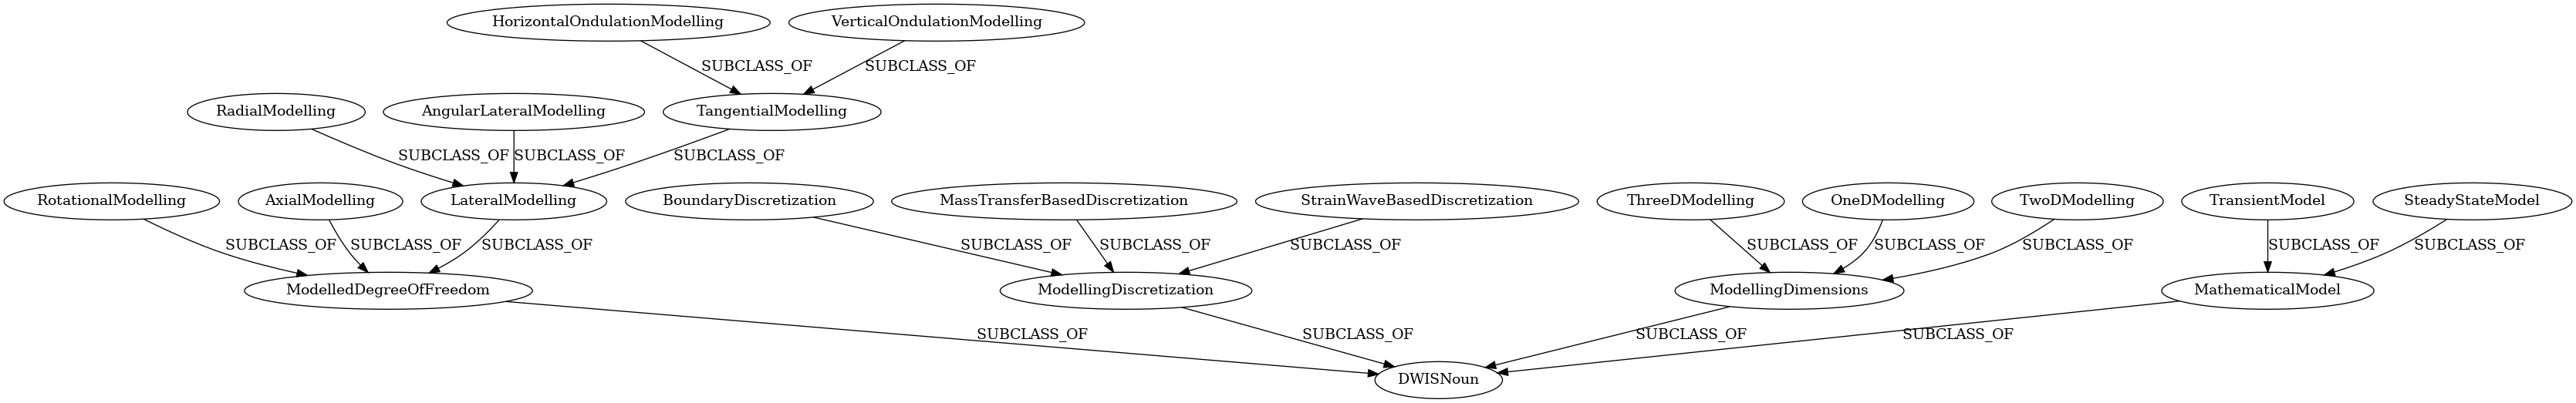 HorizontalOndulationModelling
VerticalOndulationModelling
SUBCLASS_OF
SUBCLASS_OF
RadialModelling
AngularLateralModelling
TangentialModelling
SUBCLASS_OF
SUBCLASS_OF
SUBCLASS_OF
RotationalModelling
AxialModelling
LateralModelling
BoundaryDiscretization
MassTransferBasedDiscretization
StrainWaveBasedDiscretization
ThreeDModelling
OneDModelling
TwoDModelling
TransientModel
SteadyStateModel
SUBCLASS_OF
SUBCLASS_OF
SUBCLASS_OF
SUBCLASS_OF
SUBCLASS_OF
SUBCLASS_OF
SUBCLASS_OF
SUBCLASS_OF
SUBCLASS_OF
SUBCLASS_OF
SUBCLASS_OF
ModelledDegreeOfFreedom
ModellingDiscretization
ModellingDimensions
MathematicalModel
SUBCLASS_OF
SUBCLASS_OF
SUBCLASS_OF
SUBCLASS_OF
DWISNoun